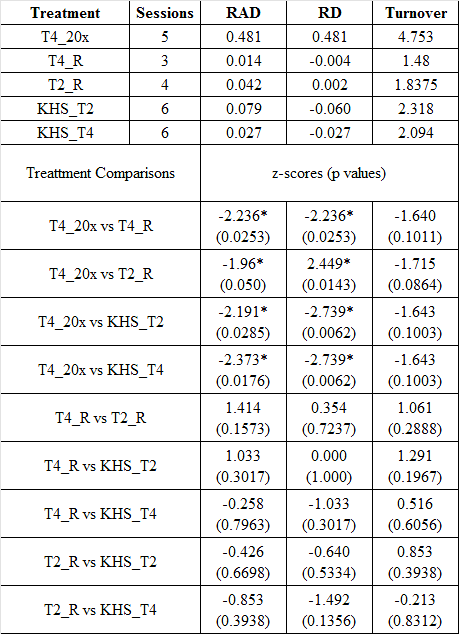 Treatment Sessions RAD RD Turnover
T4_20x 5 0.481 0.481 4.753
T4_R 3 0.014 -0.004 1.48
T2_R 4 0.042 0.002 1.8375
KHS_T2 6 0.079 -0.060 2.318
KHS_T4 6 0.027 -0.027 2.094
Treattment Comparisons z-scores (p values)
T4_20x vs T4_R -2.236* -2.236* -1.640
(0.0253) (0.0253) (0.1011)
T4_20x vs T2_R -1.96* 2.449* -1.715
(0.050) (0.0143) (0.0864)
T4_20x vs KHS_T2 -2.191* -2.739* -1.643
(0.0285) (0.0062) (0.1003)
T4_20x vs KHS_T4 -2.373* -2.739* -1.643
(0.0176) (0.0062) (0.1003)
T4_R vs T2_R 1.414 0.354 1.061
(0.1573) (0.7237) (0.2888)
T4_R vs KHS_T2 1.033 0.000 1.291
(0.3017) (1.000) (0.1967)
T4_R vs KHS_T4 -0.258 -1.033 0.516
(0.7963) (0.3017) (0.6056)
T2_R vs KHS_T2 -0.426 -0.640 0.853
(0.6698) (0.5334) (0.3938)
T2_R vs KHS_T4 -0.853 -1.492 -0.213
(0.3938) (0.1356) (0.8312)